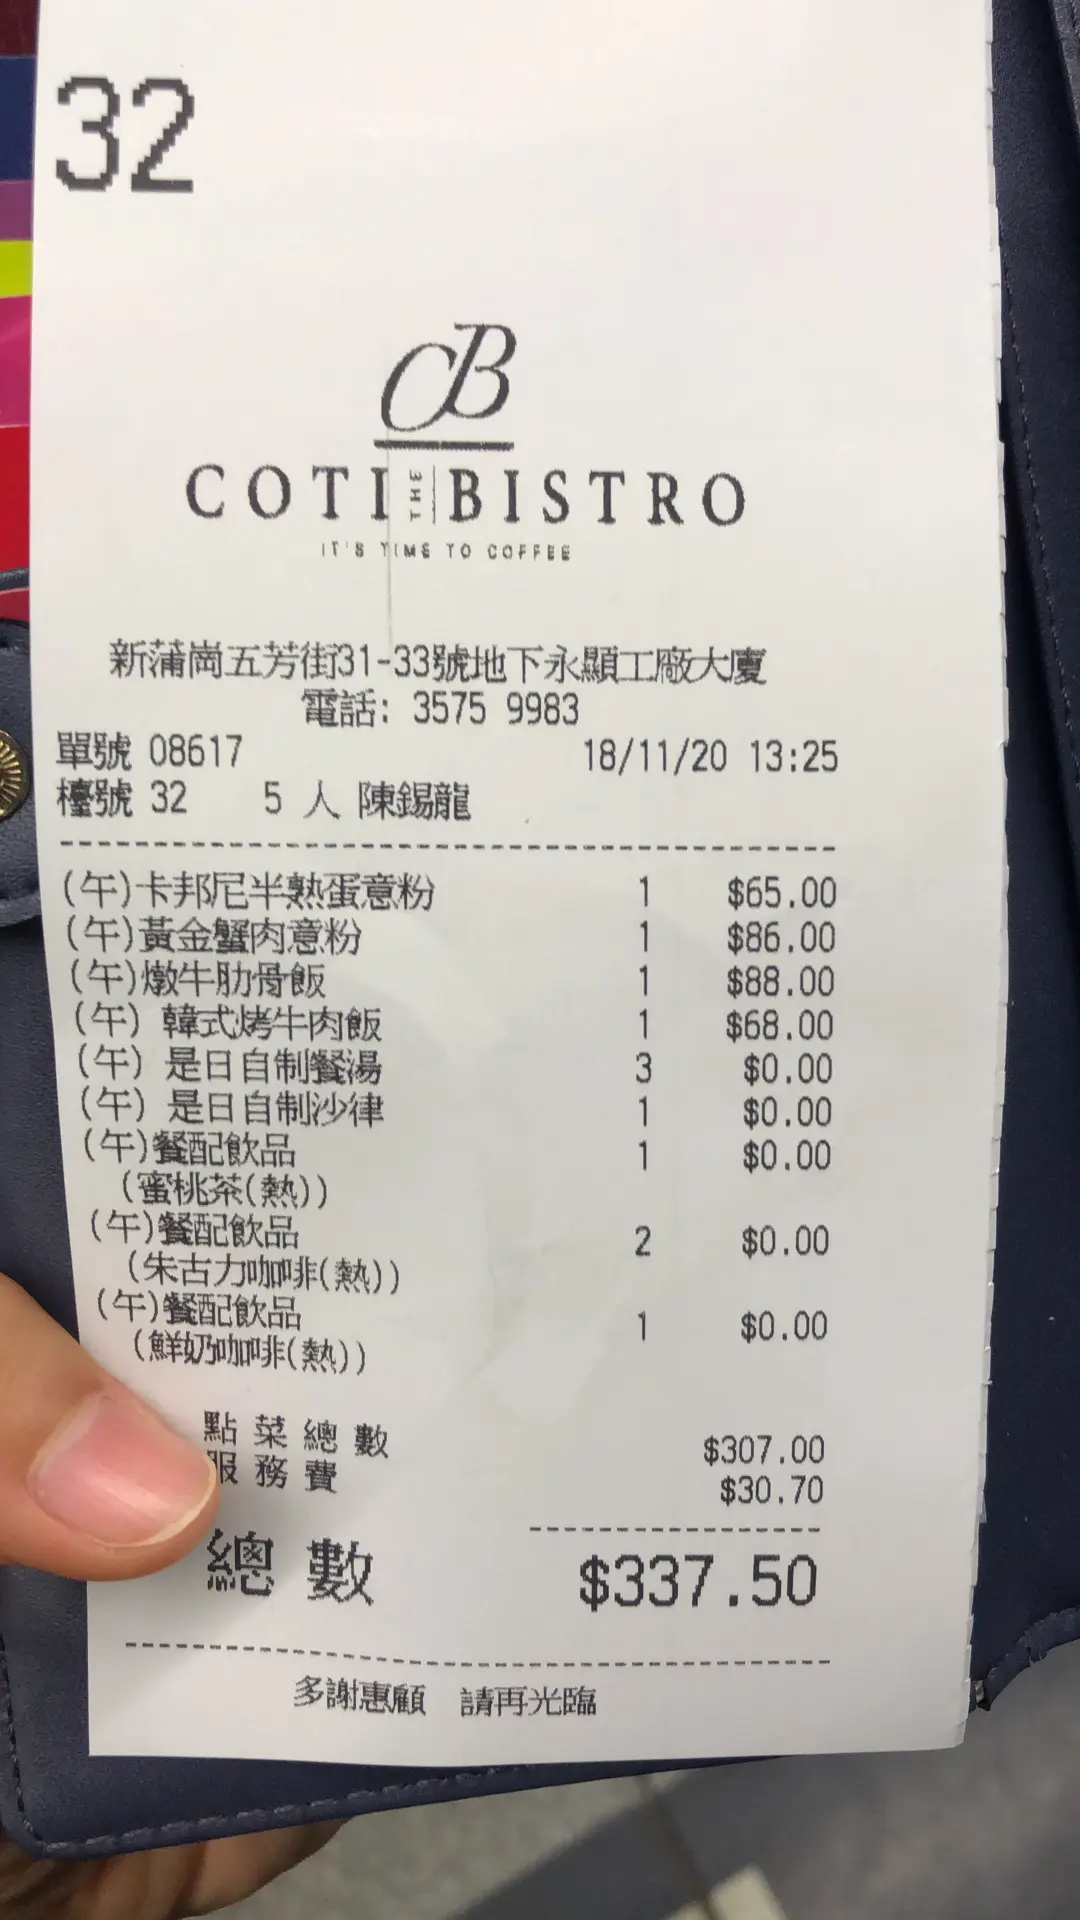 32
CB
COTI THE BISTRO
IT'S TIME TO COFFEE
新蒲崗五芳街31-33號地下永顯工廠大廈
電話: 3575 9983
單號 08617 18/11/20 13:25
檯號 32 5 人 陳錫龍
(午)卡邦尼半熟蛋意粉 1 $65.00
(午)黃金蟹肉意粉 1 $86.00
(午)燉牛肋骨飯 1 $88.00
(午) 韓式烤牛肉飯 1 $68.00
(午) 是日自制餐湯 3 $0.00
(午) 是日自制沙律 1 $0.00
(午)餐配飲品 1 $0.00
(蜜桃茶(熱))
(午)餐配飲品 2 $0.00
(朱古力咖啡(熱))
(午)餐配飲品 1 $0.00
(鮮奶咖啡(熱))
點菜總數 $307.00
服務費 $30.70
總數 $337.50
多謝惠顧 請再光臨